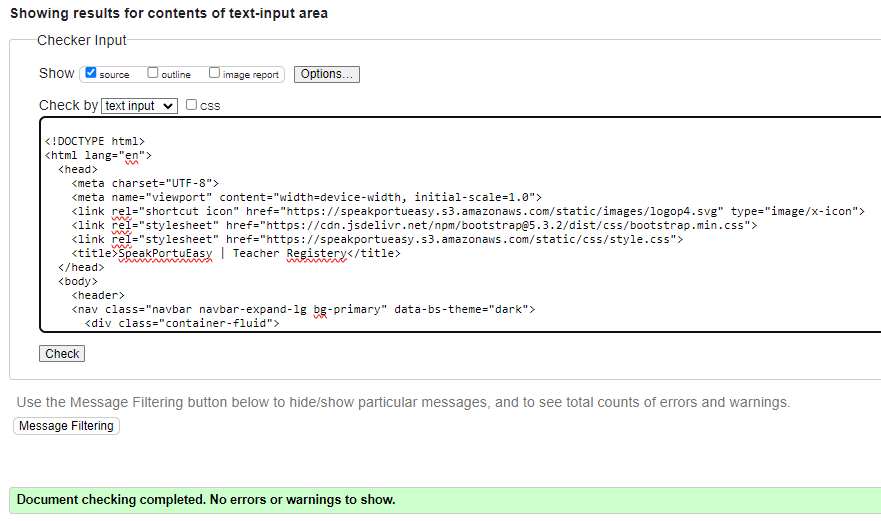 Showing results for contents of text-input area
Checker Input
Show source outline image report Options...
Check by text input css
<!DOCTYPE html>
<html lang="en">
<head>
<meta charset="UTF-8">
<meta name="viewport" content="width=device-width, initial-scale=1.0">
<link rel="shortcut icon" href="https://speakportueasy.s3.amazonaws.com/static/images/logop4.svg" type="image/x-icon">
<link rel="stylesheet" href="https://cdn.jsdelivr.net/npm/bootstrap@5.3.2/dist/css/bootstrap.min.css">
<link rel="stylesheet" href="https://speakportueasy.s3.amazonaws.com/static/css/style.css">
<title>SpeakPortuEasy | Teacher Registery</title>
</head>
<body>
<header>
<nav class="navbar navbar-expand-lg bg-primary" data-bs-theme="dark">
<div class="container-fluid">
Check
Use the Message Filtering button below to hide/show particular messages, and to see total counts of errors and warnings.
Message Filtering
Document checking completed. No errors or warnings to show.